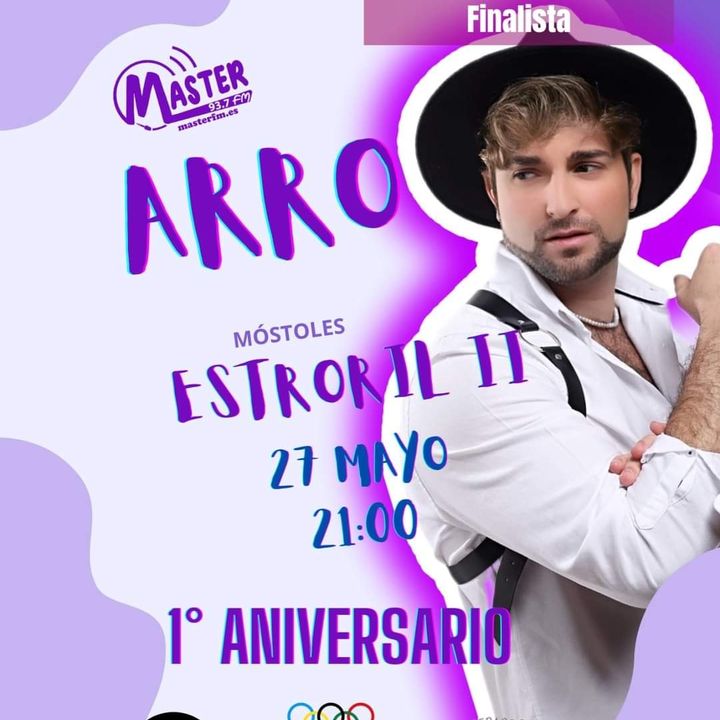 Finalista
MASTER
93.7 FM
masterfm.es
ARRO
MÓSTOLES
ESTRORIL II
27 MAYO
21:00
1° ANIVERSARIO